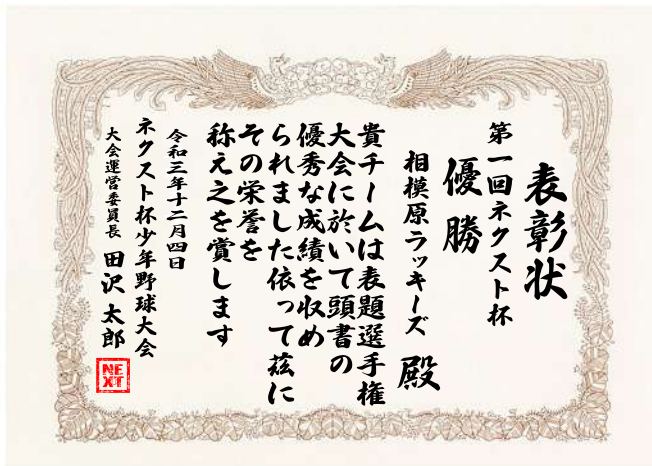 表彰状
第一回ネクスト杯
優勝
相模原ラッキーズ 殿
貴チームは表題選手権
大会に於いて頭書の
優秀な成績を収め
られました依って茲に
その栄誉を
称え之を賞します
令和三年十二月四日
ネクスト杯少年野球大会
大会運営委員長 田沢 太郎
NE
XT